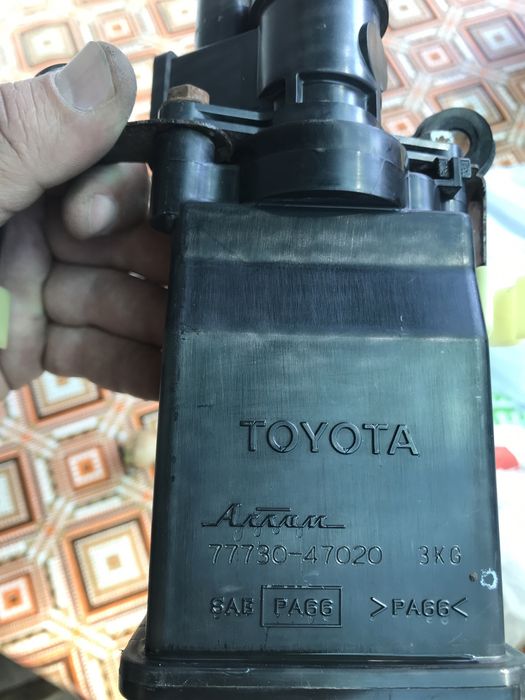 TOYOTA
Aisan
77730-47020 3KG
SAE PA66 >PA66<